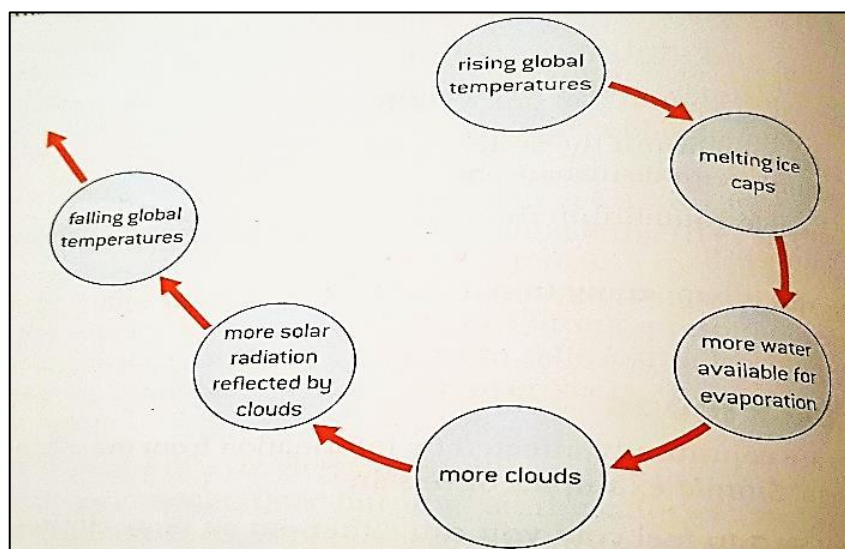 rising global
temperatures
melting ice
caps
more water
available for
evaporation
more clouds
more solar
radiation
reflected by
clouds
falling global
temperatures